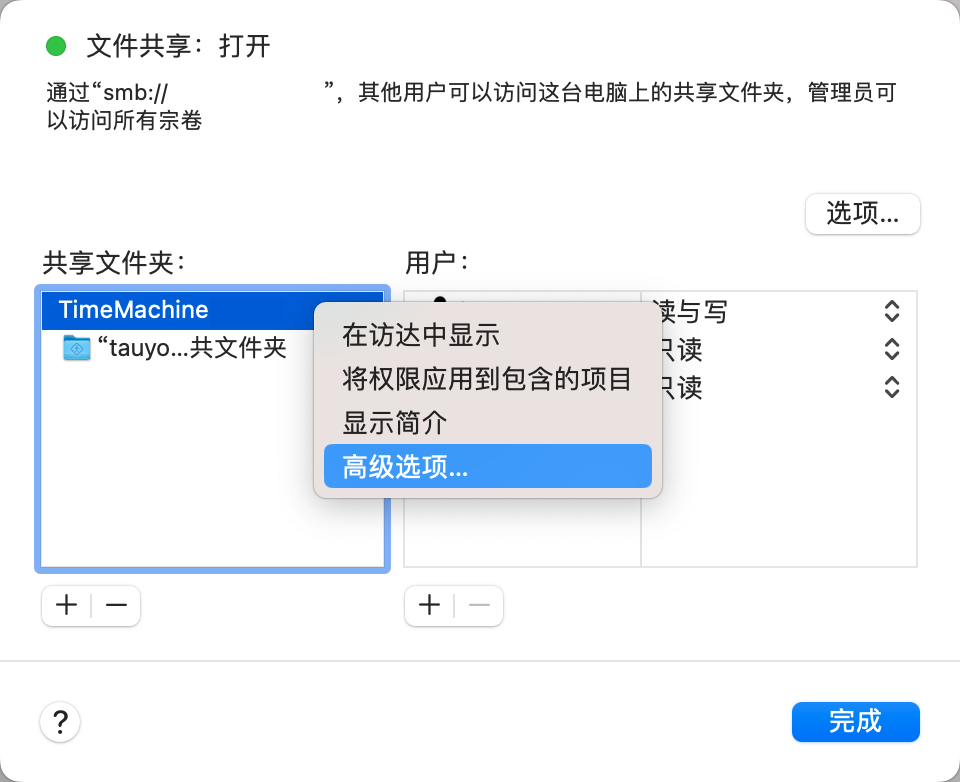 文件共享：打开
通过“smb://”，其他用户可以访问这台电脑上的共享文件夹，管理员可
以访问所有宗卷
选项...
共享文件夹：
用户：
TimeMachine
读与写
“tauyo...共文件夹
只读
只读
在访达中显示
将权限应用到包含的项目
显示简介
高级选项...
?
完成